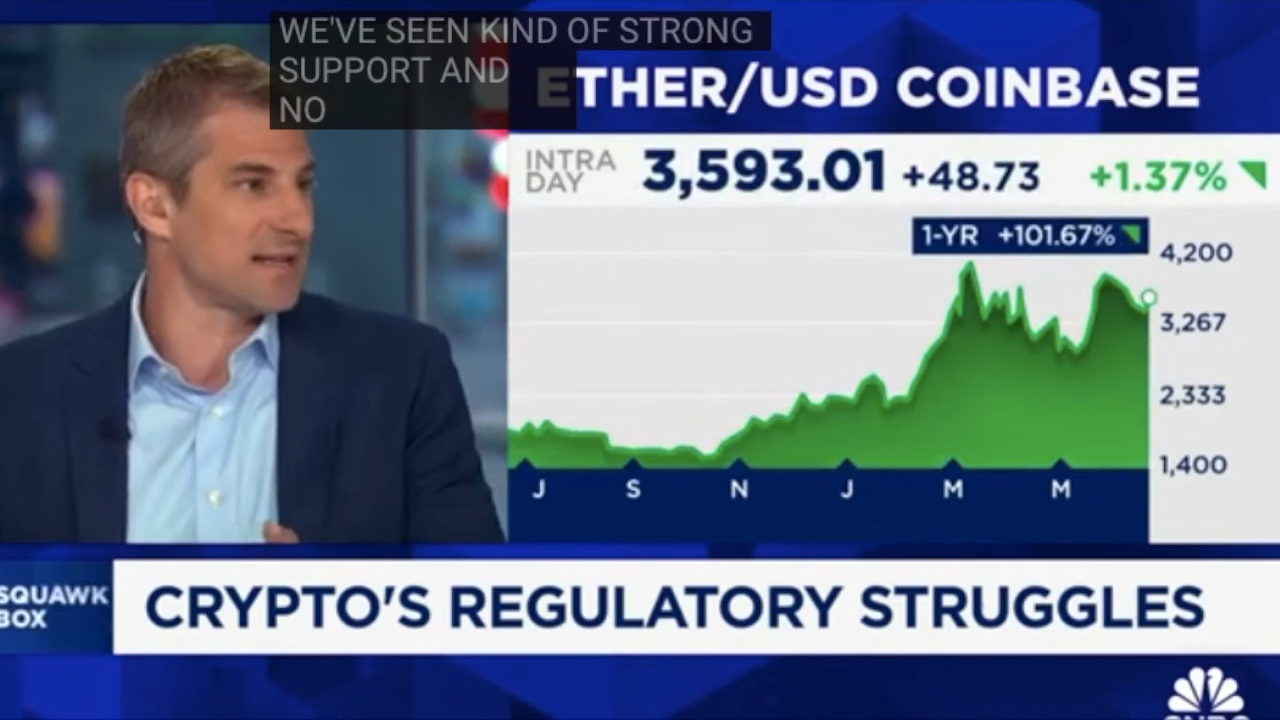 WE'VE SEEN KIND OF STRONG
SUPPORT AND
NO
ETHER/USD COINBASE
INTRA
DAY
3,593.01 +48.73 +1.37%
1-YR +101.67%
4,200
3,267
2,333
1,400
J S N J M M
SQUAWK
BOX
CRYPTO'S REGULATORY STRUGGLES